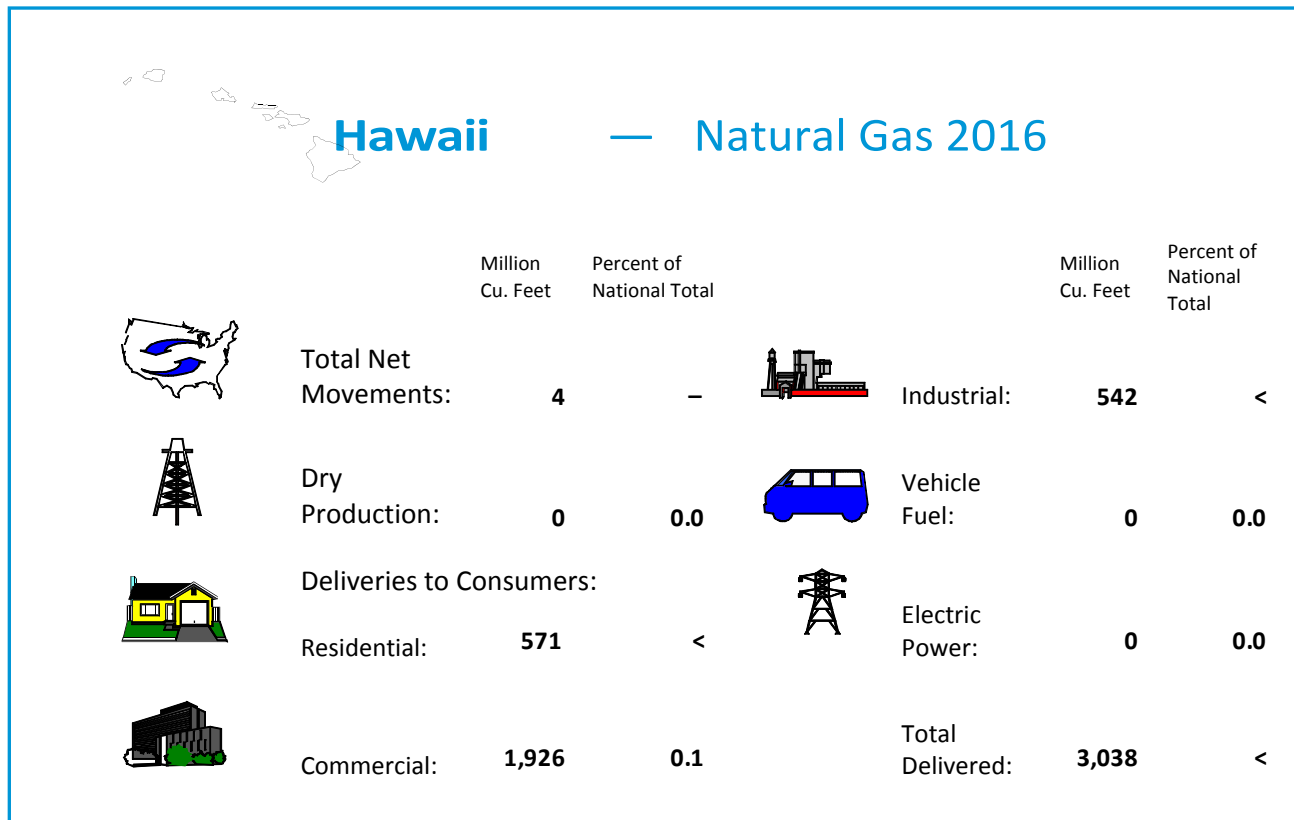 Hawaii — Natural Gas 2016
Million
Cu. Feet
Percent of
National Total
Million
Cu. Feet
Percent of
National
Total
Total Net
Movements: 4 –
Industrial: 542 <
Dry
Production: 0 0.0
Vehicle
Fuel: 0 0.0
Deliveries to Consumers:
Residential: 571 <
Electric
Power: 0 0.0
Commercial: 1,926 0.1
Total
Delivered: 3,038 <